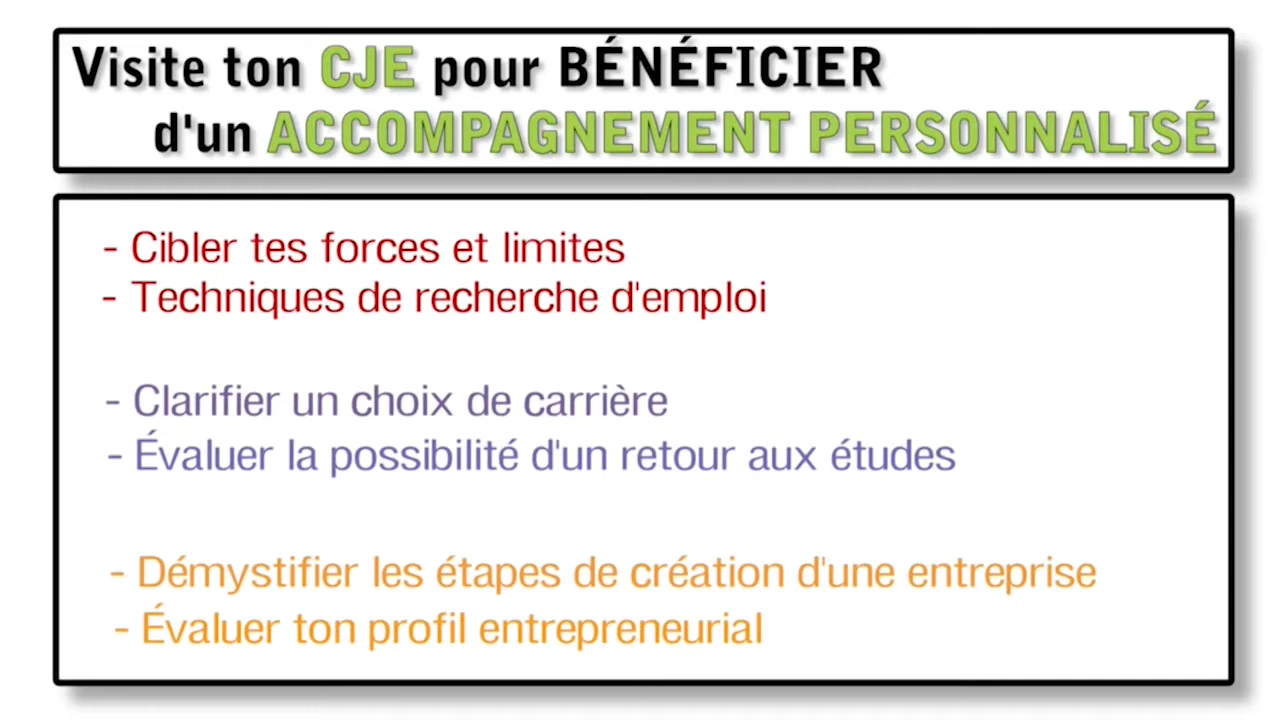 Visite ton CJE pour BÉNÉFICIER
d'un ACCOMPAGNEMENT PERSONNALISÉ
- Cibler tes forces et limites
- Techniques de recherche d'emploi
- Clarifier un choix de carrière
- Évaluer la possibilité d'un retour aux études
- Démystifier les étapes de création d'une entreprise
- Évaluer ton profil entrepreneurial